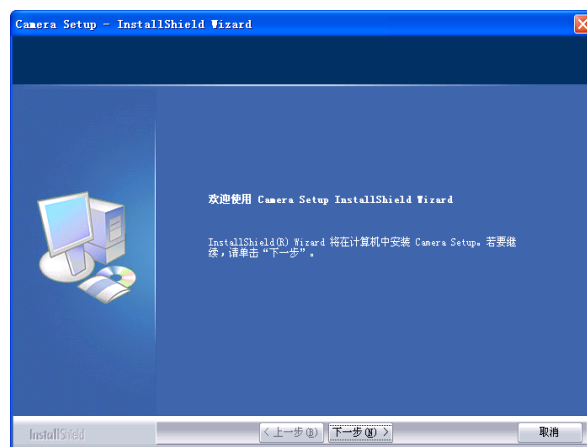 Camera Setup - InstallShield Wizard
欢迎使用 Camera Setup InstallShield Wizard
InstallShield(R) Wizard 将在计算机中安装 Camera Setup。若要继
续，请单击“下一步”。
InstallShield
< 上一步(B)
下一步(N) >
取消